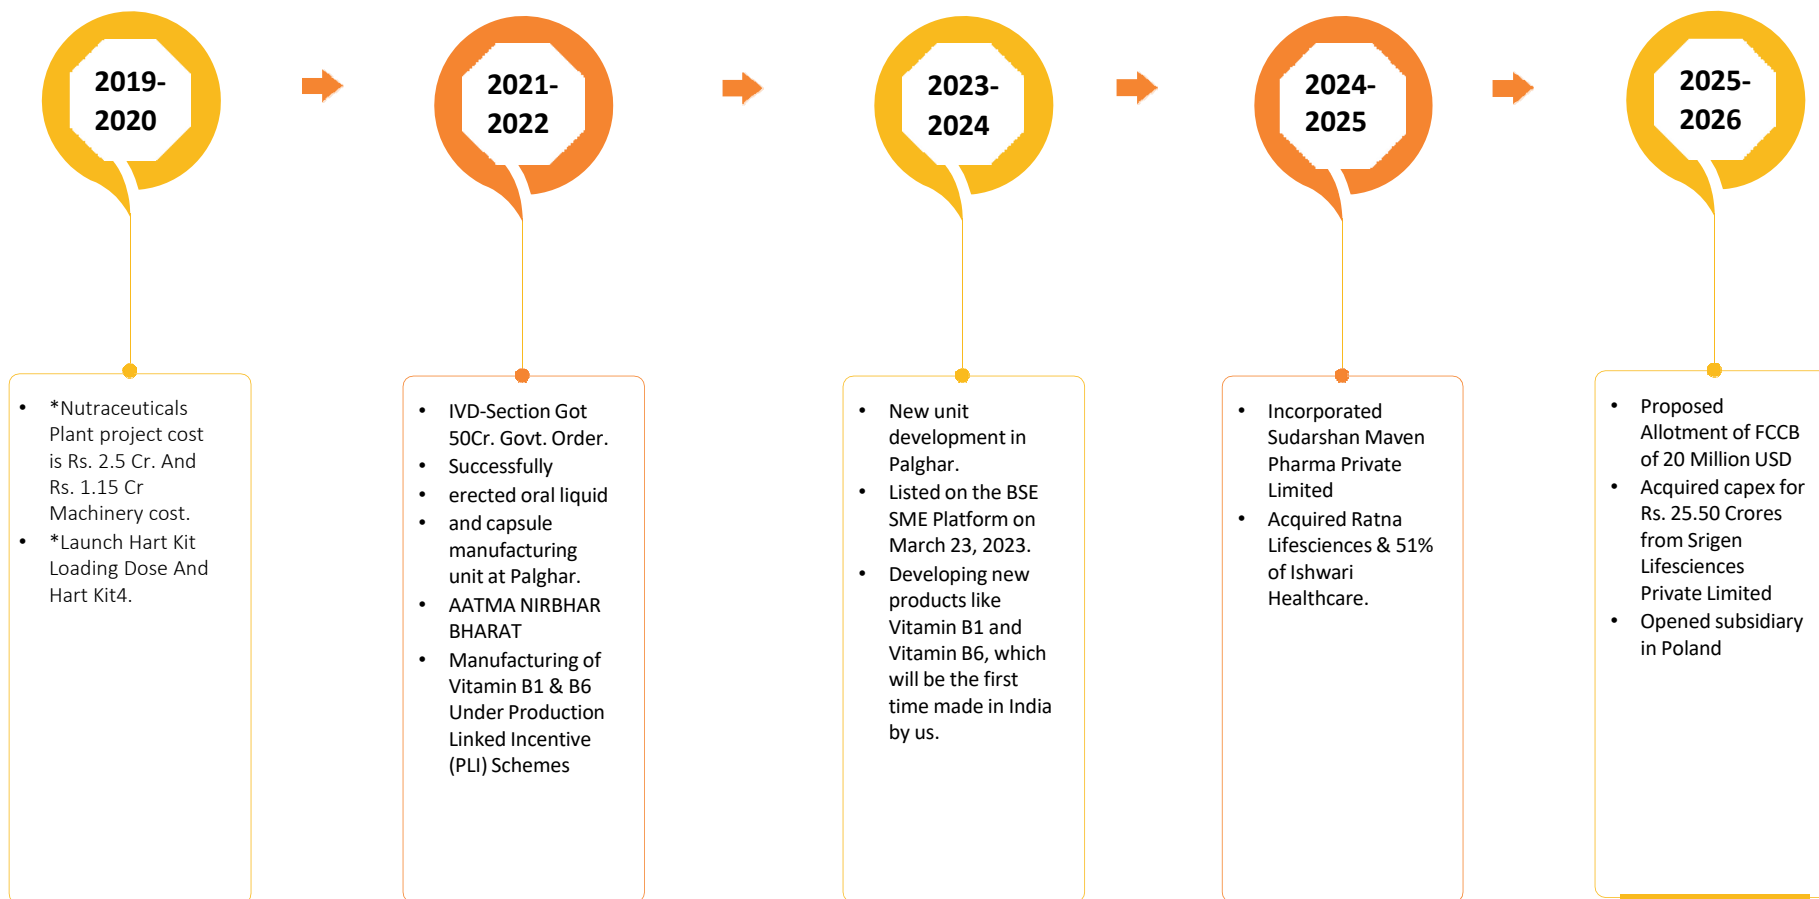 2019-
2020
• *Nutraceuticals
Plant project cost
is Rs. 2.5 Cr. And
Rs. 1.15 Cr
Machinery cost.
• *Launch Hart Kit
Loading Dose And
Hart Kit4.
2021-
2022
• IVD-Section Got
50Cr. Govt. Order.
• Successfully
• erected oral liquid
• and capsule
manufacturing
unit at Palghar.
• AATMA NIRBHAR
BHARAT
• Manufacturing of
Vitamin B1 & B6
Under Production
Linked Incentive
(PLI) Schemes
2023-
2024
• New unit
development in
Palghar.
• Listed on the BSE
SME Platform on
March 23, 2023.
• Developing new
products like
Vitamin B1 and
Vitamin B6, which
will be the first
time made in India
by us.
2024-
2025
• Incorporated
Sudarshan Maven
Pharma Private
Limited
• Acquired Ratna
Lifesciences & 51%
of Ishwari
Healthcare.
2025-
2026
• Proposed
Allotment of FCCB
of 20 Million USD
• Acquired capex for
Rs. 25.50 Crores
from Srigen
Lifesciences
Private Limited
• Opened subsidiary
in Poland